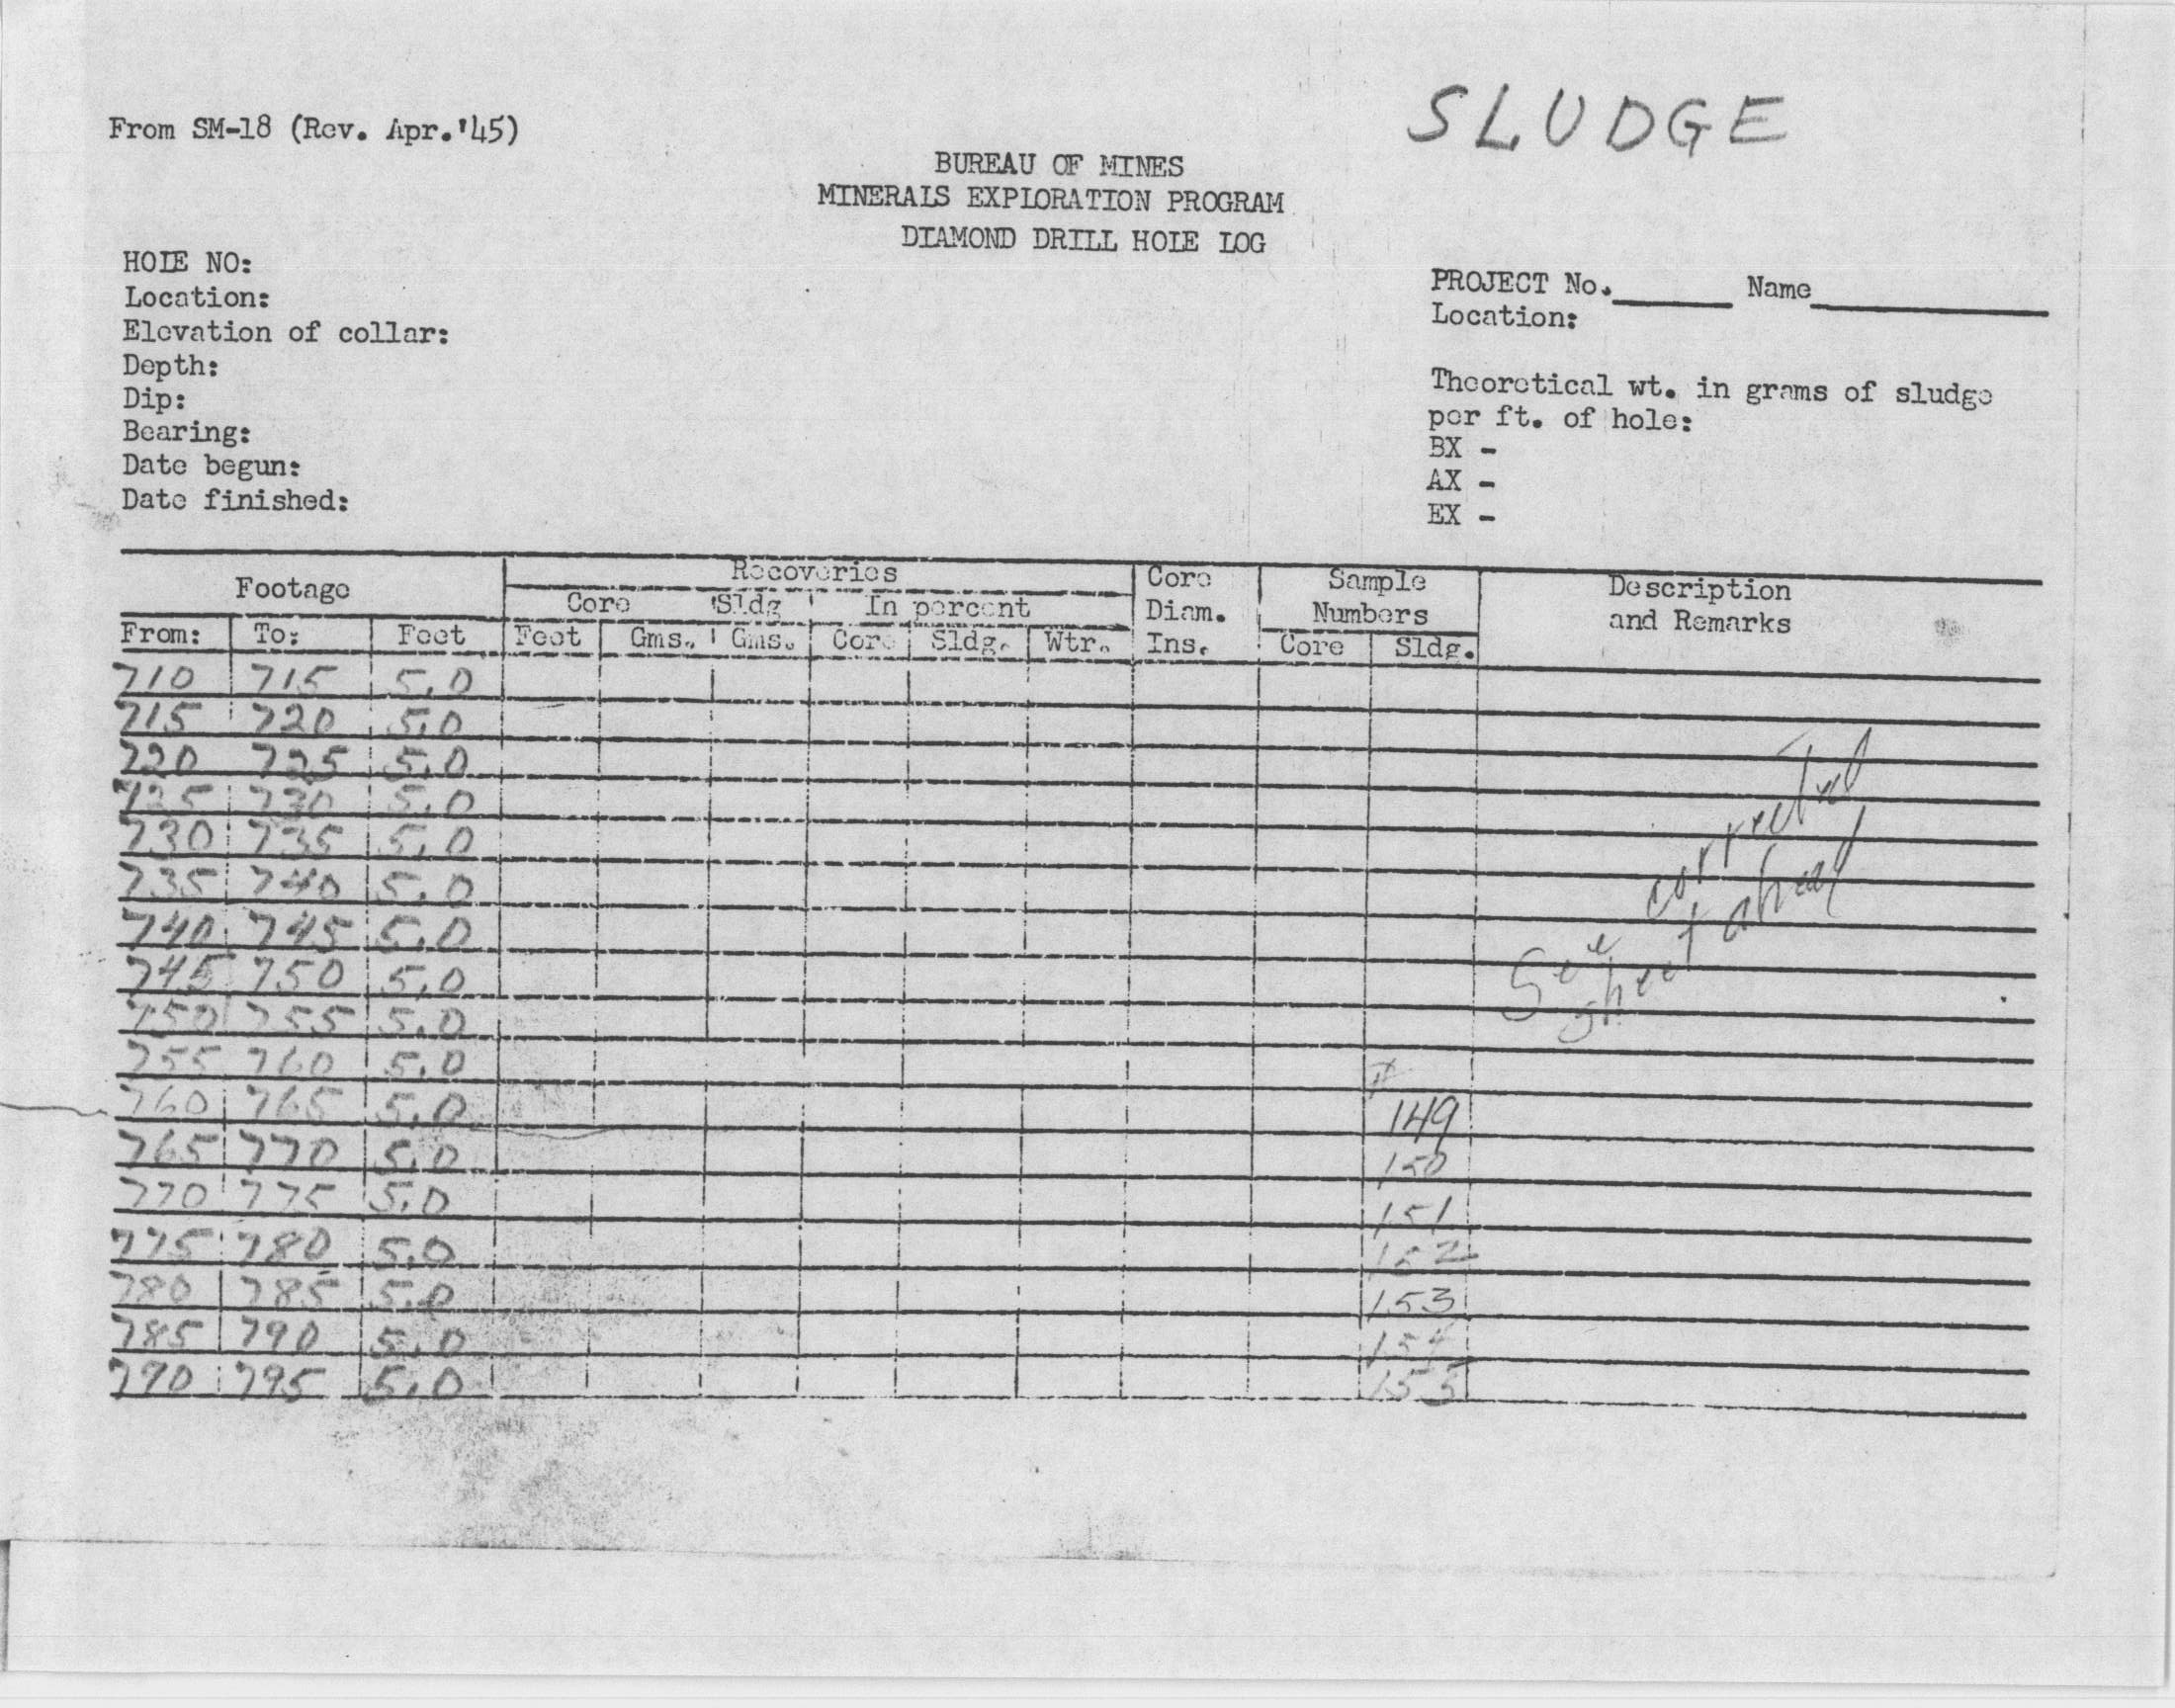 SLUDGE
From SM-18 (Rev. Apr.'45)
BUREAU OF MINES
MINERALS EXPLORATION PROGRAM
DIAMOND DRILL HOLE LOG
HOLE NO:
Location:
Elevation of collar:
Depth:
Dip:
Bearing:
Date begun:
Date finished:
PROJECT No. Name
Location:
Theoretical wt. in grams of sludge
per ft. of hole:
BX -
AX -
EX -
Footage Recoveries Core Sample Description
Core Sldg In percent Diam. Numbers and Remarks
From: To: Feet Feet Gms. Gms. Core Sldg. Wtr. Ins. Core Sldg.
710 715 5.0
715 720 5.0
720 725 5.0
725 730 5.0
730 735 5.0
735 740 5.0
740 745 5.0
745 750 5.0
750 755 5.0
755 760 5.0 #
760 765 5.0 149
765 770 5.0 150
770 775 5.0 151
775 780 5.0 152
780 785 5.0 153
785 790 5.0 154
790 795 5.0 155
See corrected
sheet ahead